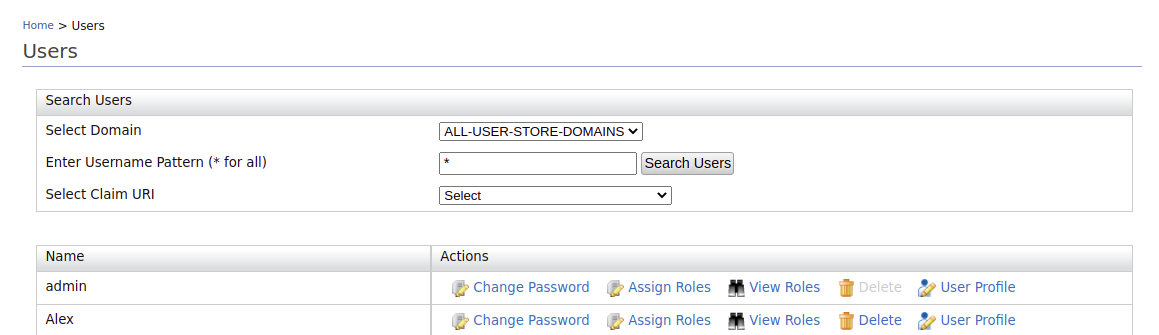 Home > Users
Users
Search Users
Select Domain ALL-USER-STORE-DOMAINS
Enter Username Pattern (* for all) * Search Users
Select Claim URI Select
Name Actions
admin Change Password Assign Roles View Roles Delete User Profile
Alex Change Password Assign Roles View Roles Delete User Profile